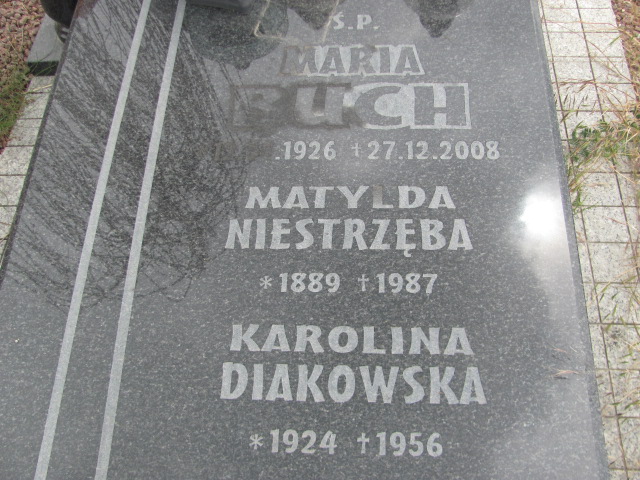 Ś.P.
MARIA
BUCH
.1926 +27.12.2008
MATYLDA
NIESTRZĘBA
*1889 †1987
KAROLINA
DIAKOWSKA
*1924 †1956